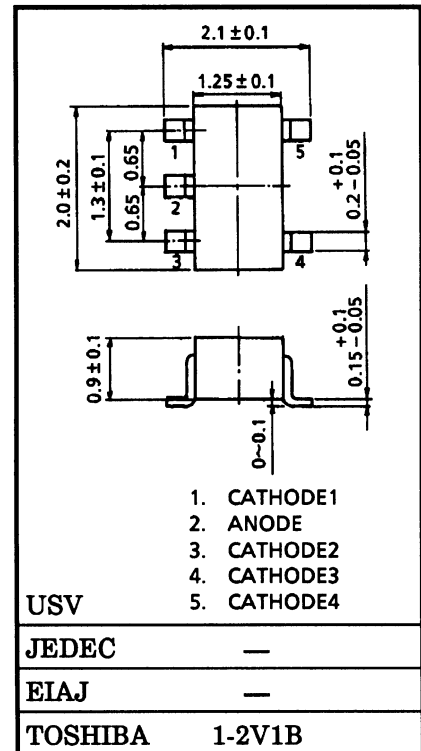 2.1±0.1
1.25±0.1
1
5
2
3
4
2.0±0.2
1.3±0.1
0.65
0.65
+0.1
0.2-0.05
0.9±0.1
+0.1
0.15-0.05
0~0.1
1. CATHODE1
2. ANODE
3. CATHODE2
4. CATHODE3
USV 5. CATHODE4
JEDEC —
EIAJ —
TOSHIBA 1-2V1B